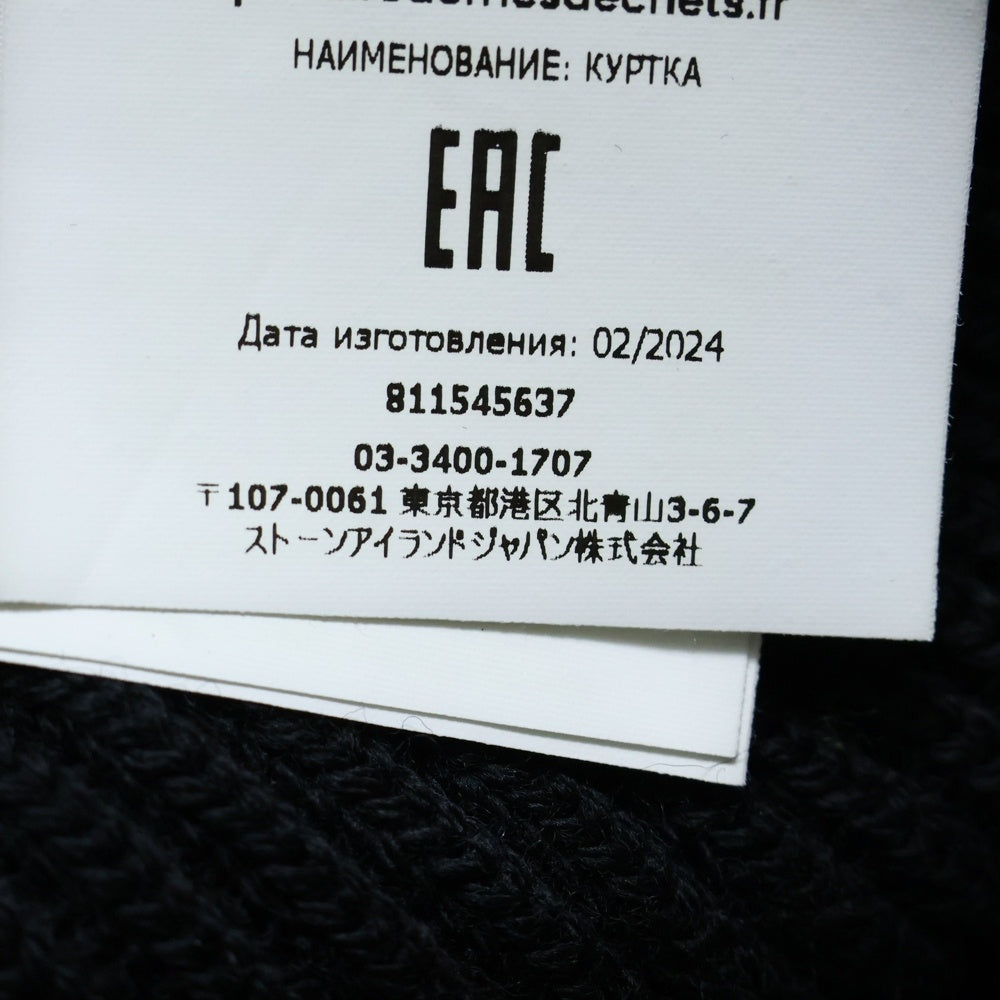 quefairedemesdechets.fr
НАИМЕНОВАНИЕ: КУРТКА
EAC
Дата изготовления: 02/2024
811545637
03-3400-1707
〒107-0061 東京都港区北青山3-6-7
ストーンアイランドジャパン株式会社